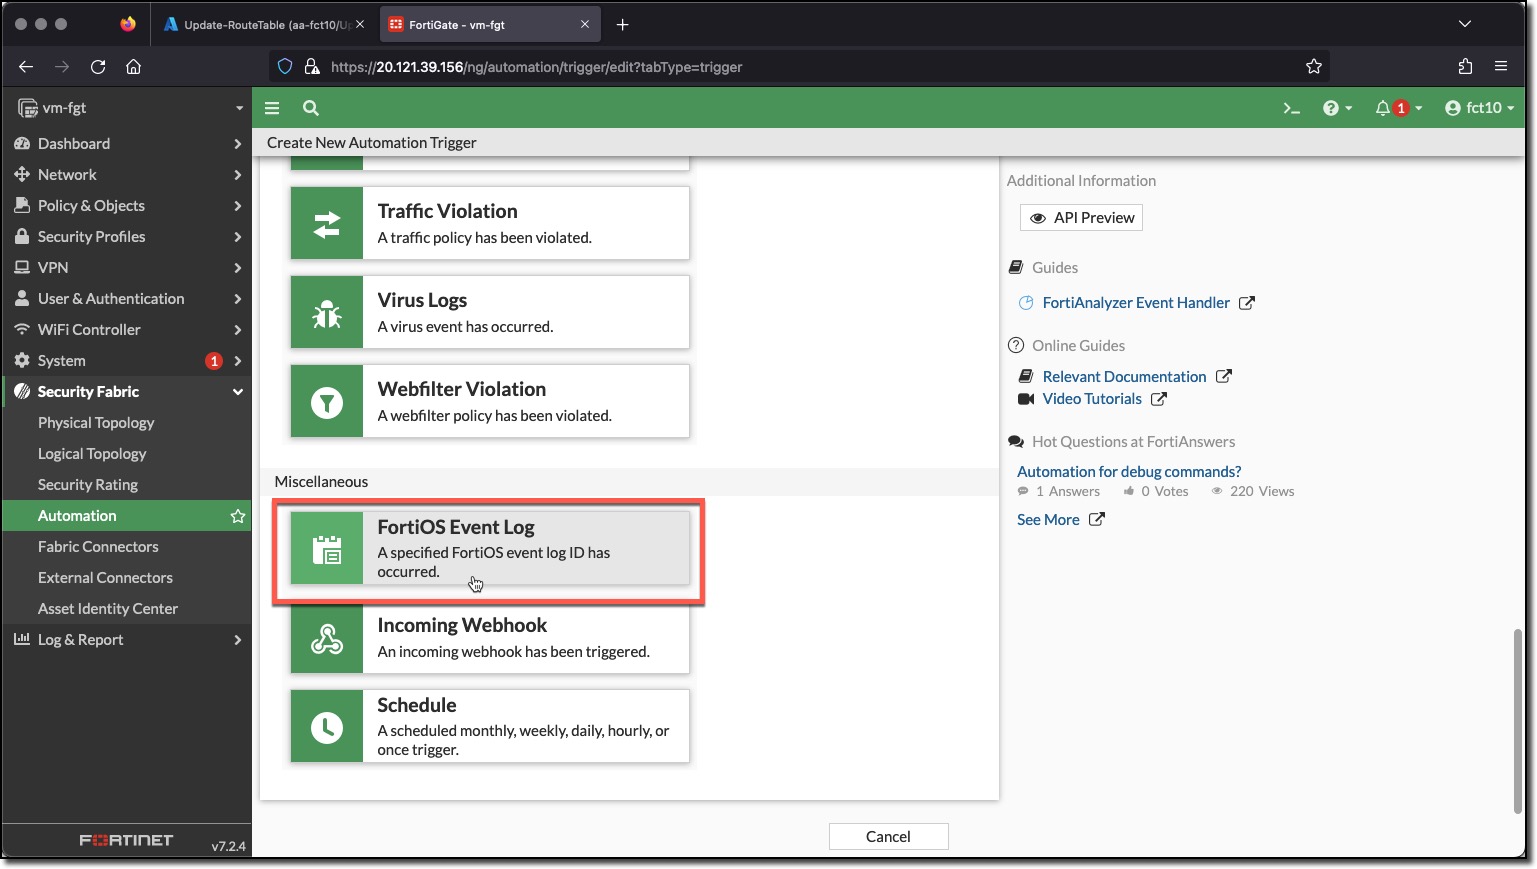 Update-RouteTable (aa-fct10/Up
FortiGate - vm-fgt
https://20.121.39.156/ng/automation/trigger/edit?tabType=trigger
vm-fgt
1
fct10
Dashboard
Network
Policy & Objects
Security Profiles
VPN
User & Authentication
WiFi Controller
System
1
Security Fabric
Physical Topology
Logical Topology
Security Rating
Automation
Fabric Connectors
External Connectors
Asset Identity Center
Log & Report
FORTINET
v7.2.4
Create New Automation Trigger
Traffic Violation
A traffic policy has been violated.
Virus Logs
A virus event has occurred.
Webfilter Violation
A webfilter policy has been violated.
Miscellaneous
FortiOS Event Log
A specified FortiOS event log ID has
occurred.
Incoming Webhook
An incoming webhook has been triggered.
Schedule
A scheduled monthly, weekly, daily, hourly, or
once trigger.
Cancel
Additional Information
API Preview
Guides
FortiAnalyzer Event Handler
Online Guides
Relevant Documentation
Video Tutorials
Hot Questions at FortiAnswers
Automation for debug commands?
1 Answers 0 Votes 220 Views
See More